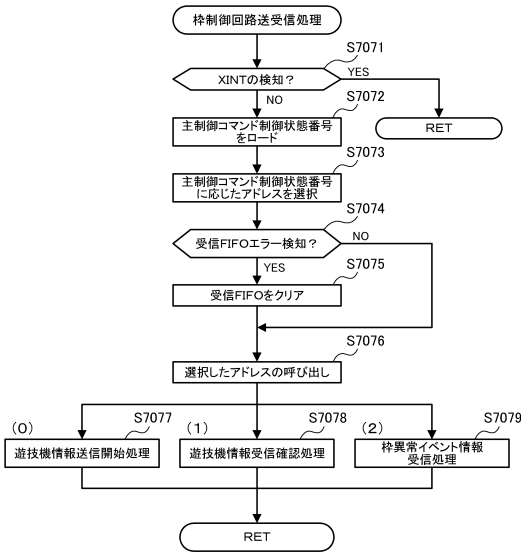 枠制御回路送受信処理
S7071
XINTの検知？
YES
NO
S7072
主制御コマンド制御状態番号
をロード
RET
S7073
主制御コマンド制御状態番号
に応じたアドレスを選択
S7074
受信FIFOエラー検知？
NO
YES
S7075
受信FIFOをクリア
S7076
選択したアドレスの呼び出し
(0)
S7077
遊技機情報送信開始処理
(1)
S7078
遊技機情報受信確認処理
(2)
S7079
枠異常イベント情報
受信処理
RET